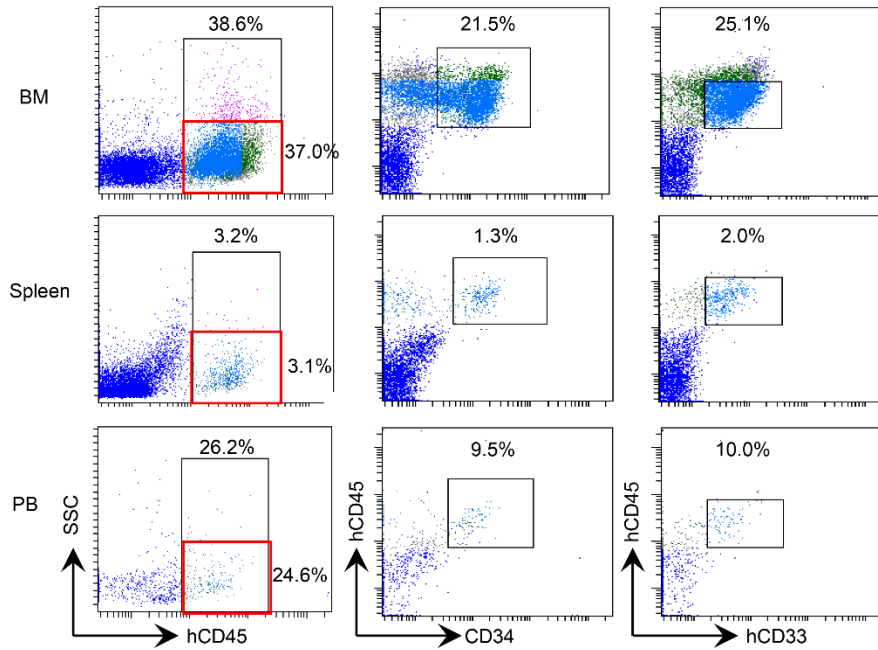 38.6% 21.5% 25.1%
BM
37.0%
3.2% 1.3% 2.0%
Spleen
3.1%
26.2% 9.5% 10.0%
PB
SSC
hCD45
hCD45
24.6%
hCD45 CD34 hCD33